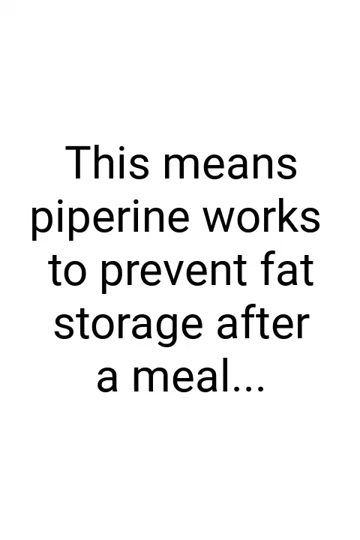 This means
piperine works
to prevent fat
storage after
a meal...